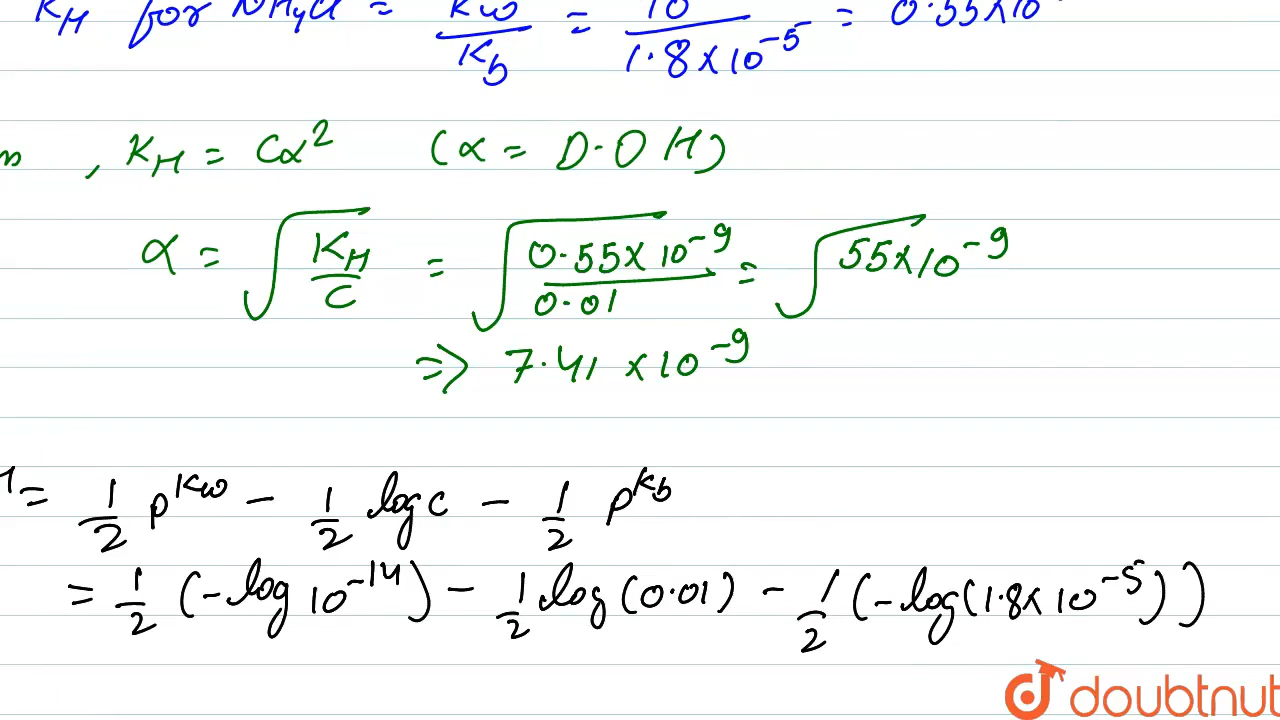 K_H for NH₄Cl = Kw/K_b = 10/1.8×10⁻⁵ = 0.55×10
, K_H = Cα² (α = D.O H)
α = √(K_H/C) = √(0.55×10⁻⁹/0.01) = √55×10⁻⁹
=> 7.41 ×10⁻⁹
= 1/2 p^Kw - 1/2 log c - 1/2 p^Kb
= 1/2 (-log 10⁻¹⁴) - 1/2 log (0.01) - 1/2 (-log(1.8×10⁻⁵))
doubtnut